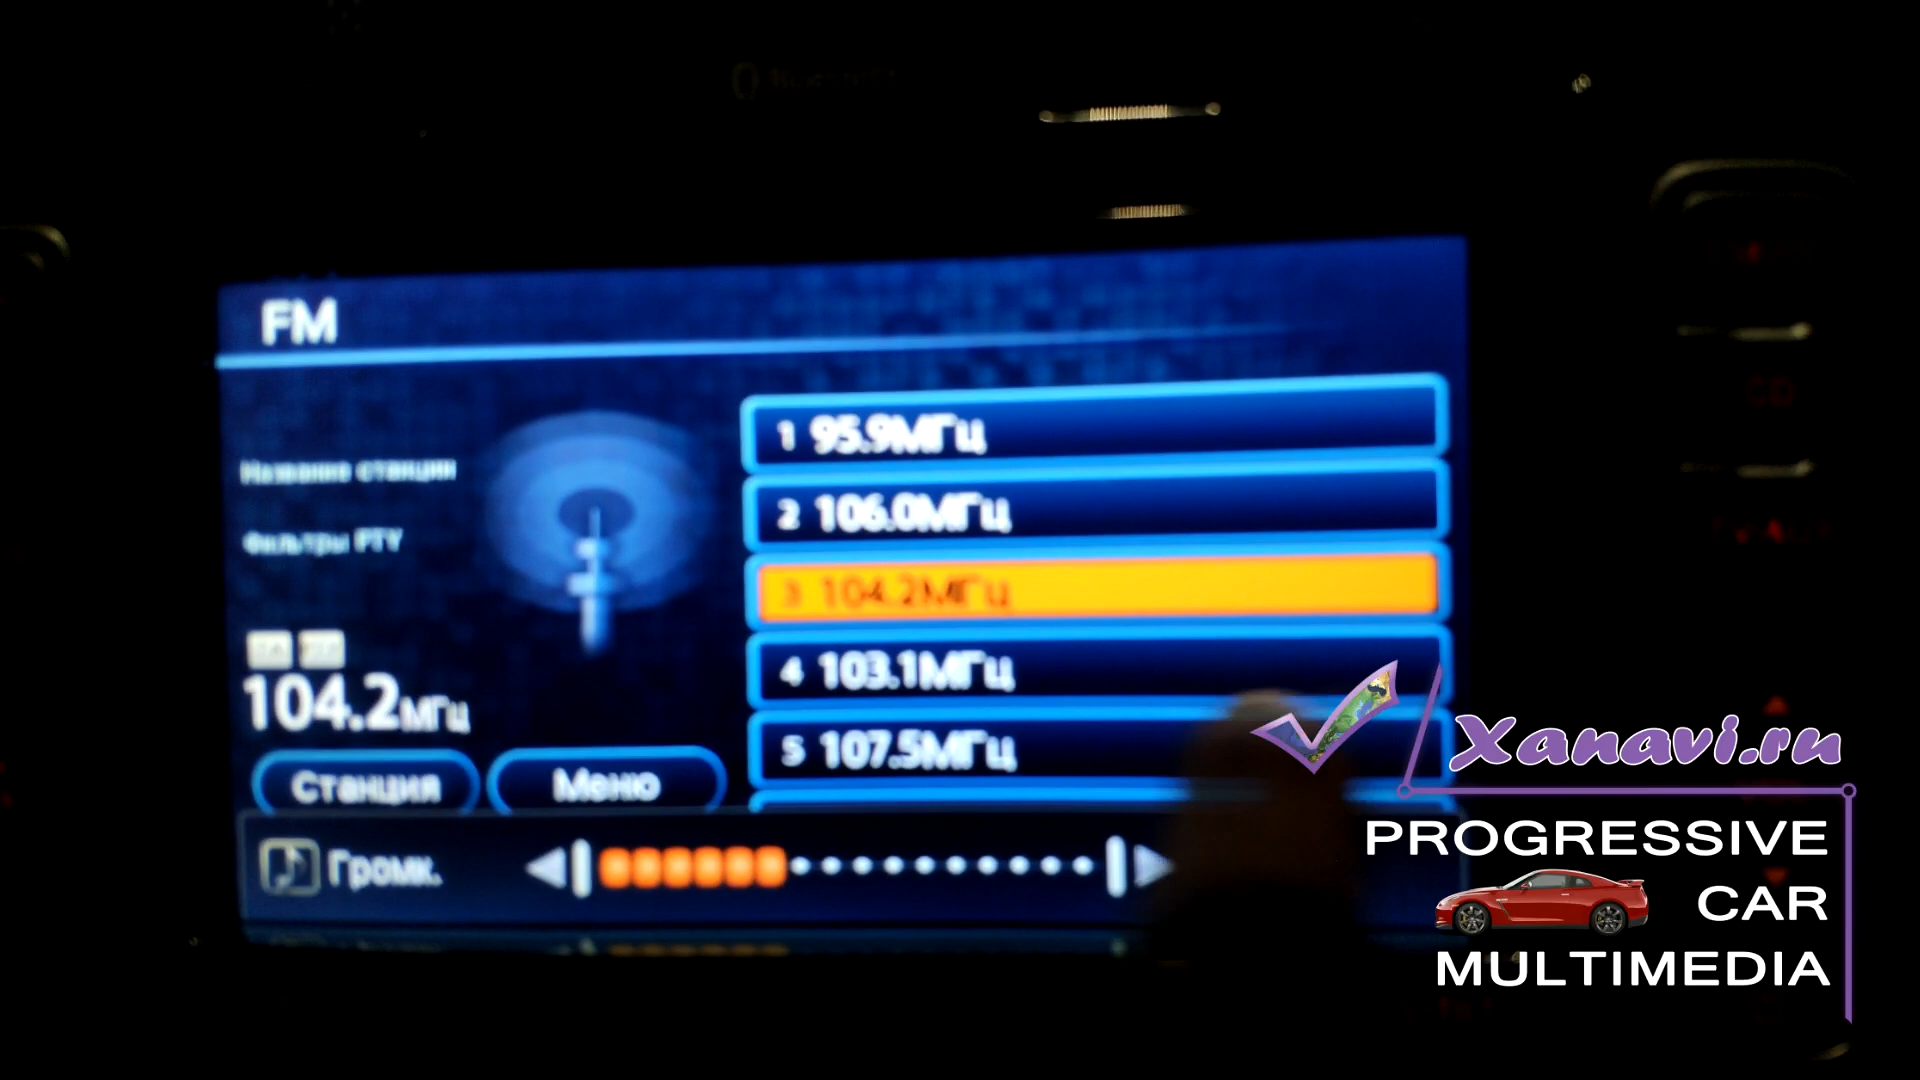 FM
1 95.9МГц
2 106.0МГц
3 104.2МГц
4 103.1МГц
5 107.5МГц
Название станции
Фильтры PTY
104.2МГц
Станция
Меню
Громк.
CD
Xanavi.ru
PROGRESSIVE
CAR
MULTIMEDIA